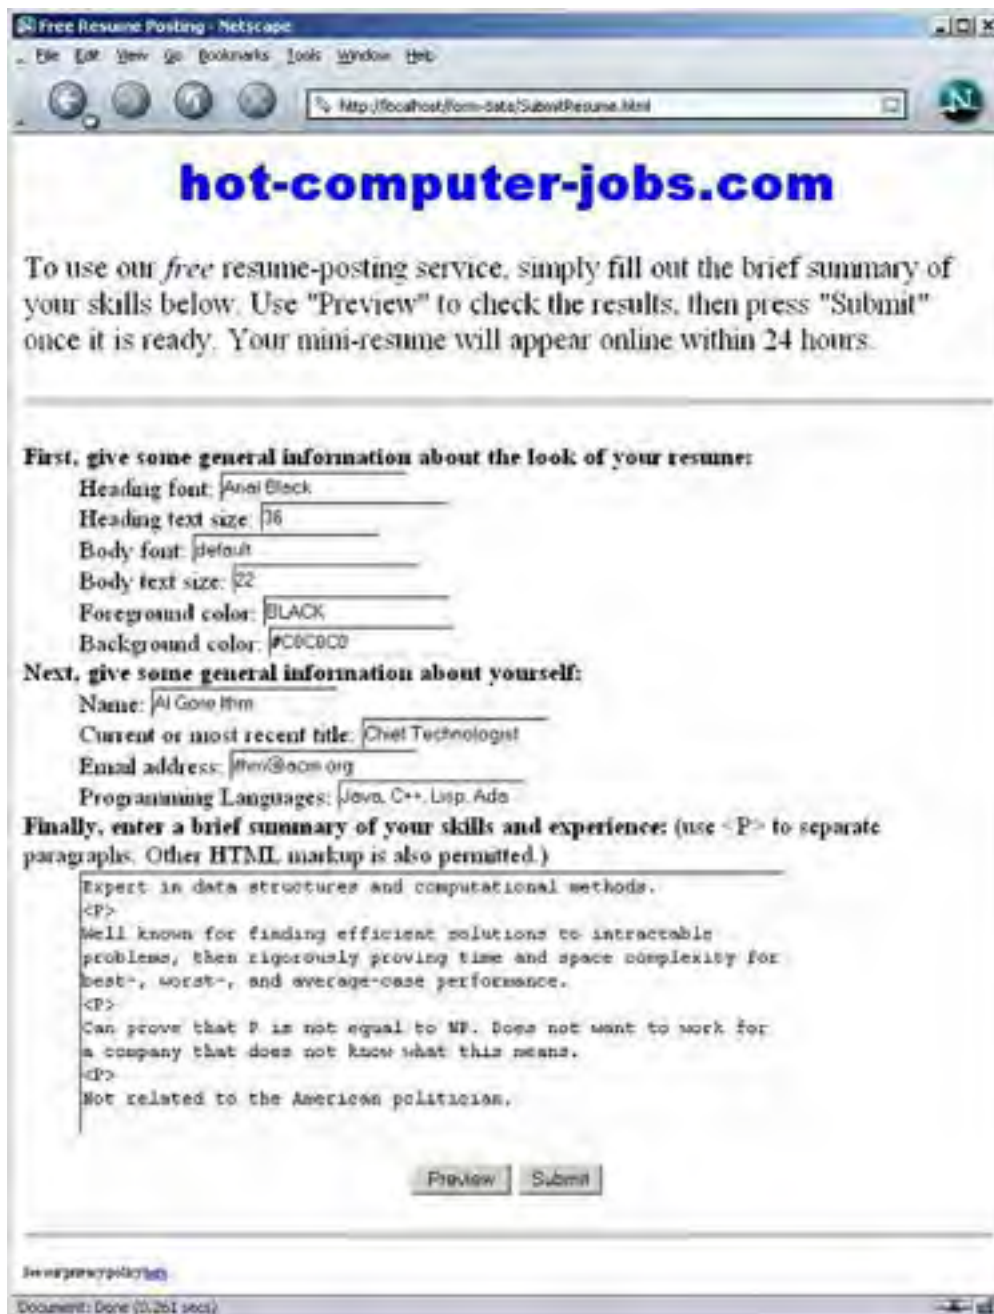 Free Resume Posting - Netscape
File Edit View Go Bookmarks Tools Window Help
http://localhost/form-data/SubmitResume.html
N
hot-computer-jobs.com
To use our free resume-posting service, simply fill out the brief summary of
your skills below. Use "Preview" to check the results, then press "Submit"
once it is ready. Your mini-resume will appear online within 24 hours.
First, give some general information about the look of your resume:
Heading font: Arial Black
Heading text size: 36
Body font: default
Body text size: 22
Foreground color: BLACK
Background color: #C0C0C0
Next, give some general information about yourself:
Name: Al Gore Ithm
Current or most recent title: Chief Technologist
Email address: ithm@acm.org
Programming Languages: Java, C++, Lisp, Ada
Finally, enter a brief summary of your skills and experience: (use <P> to separate
paragraphs. Other HTML markup is also permitted.)
Expert in data structures and computational methods.
<P>
Well known for finding efficient solutions to intractable
problems, then rigorously proving time and space complexity for
best-, worst-, and average-case performance.
<P>
Can prove that P is not equal to NP. Does not want to work for
a company that does not know what this means.
<P>
Not related to the American politician.
Preview Submit
See our privacy policy here.
Document: Done (0.261 secs)